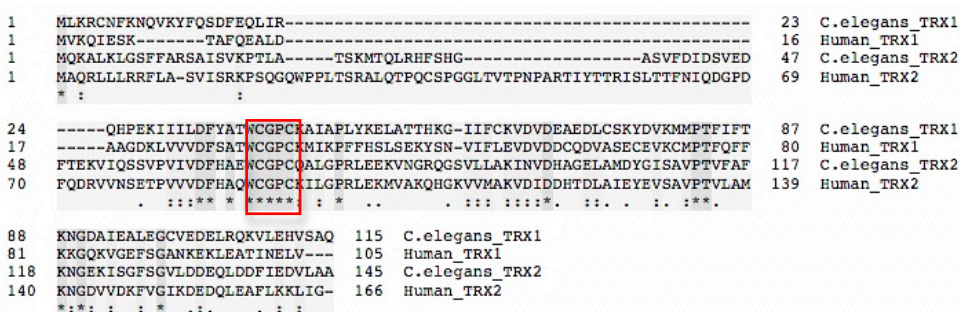 1 MLKRCNFKNQVKYFQSDFEQLIR----------------------------------------------- 23 C.elegans_TRX1
1 MVKQIESK-------TAFQEALD----------------------------------------------- 16 Human_TRX1
1 MQKALKLGSFFARSAISVKPTLA-----TSKMTQLRHFSHG------------------ASVFDIDSVED 47 C.elegans_TRX2
1 MAQRLLLRRFLA-SVISRKPSQGQWPPLTSRALQTPQCSPGGLTVTPNPARTIYTTRISLTTFNIQDGPD 69 Human_TRX2
* : :
24 -----QHPEKIIILDFYATWCGPCKAIAPLYKELATTHKG-IIFCKVDVDEAEDLCSKYDVKMMPTFIFT 87 C.elegans_TRX1
17 -----AAGDKLVVVDFSATWCGPCKMIKPFFHSLSEKYSN-VIFLEVDVDDCQDVASECEVKCMPTFQFF 80 Human_TRX1
48 FTEKVIQSSVPVIVDFHAEWCGPCQALGPRLEEKVNGRQGSVLLAKINVDHAGELAMDYGISAVPTVFAF 117 C.elegans_TRX2
70 FQDRVVNSETPVVVDFHAQWCGPCKILGPRLEKMVAKQHGKVVMAKVDIDDHTDLAIEYEVSAVPTVLAM 139 Human_TRX2
. :::** * *****: : * .. . ::: ::::*. ::. . :. :**.
88 KNGDAIEALEGCVEDELRQKVLEHVSAQ 115 C.elegans_TRX1
81 KKGQKVGEFSGANKEKLEATINELV--- 105 Human_TRX1
118 KNGEKISGFSGVLDDEQLDDFIEDVLAA 145 C.elegans_TRX2
140 KNGDVVDKFVGIKDEDQLEAFLKKLIG- 166 Human_TRX2
*:*: : . * .:. . : :